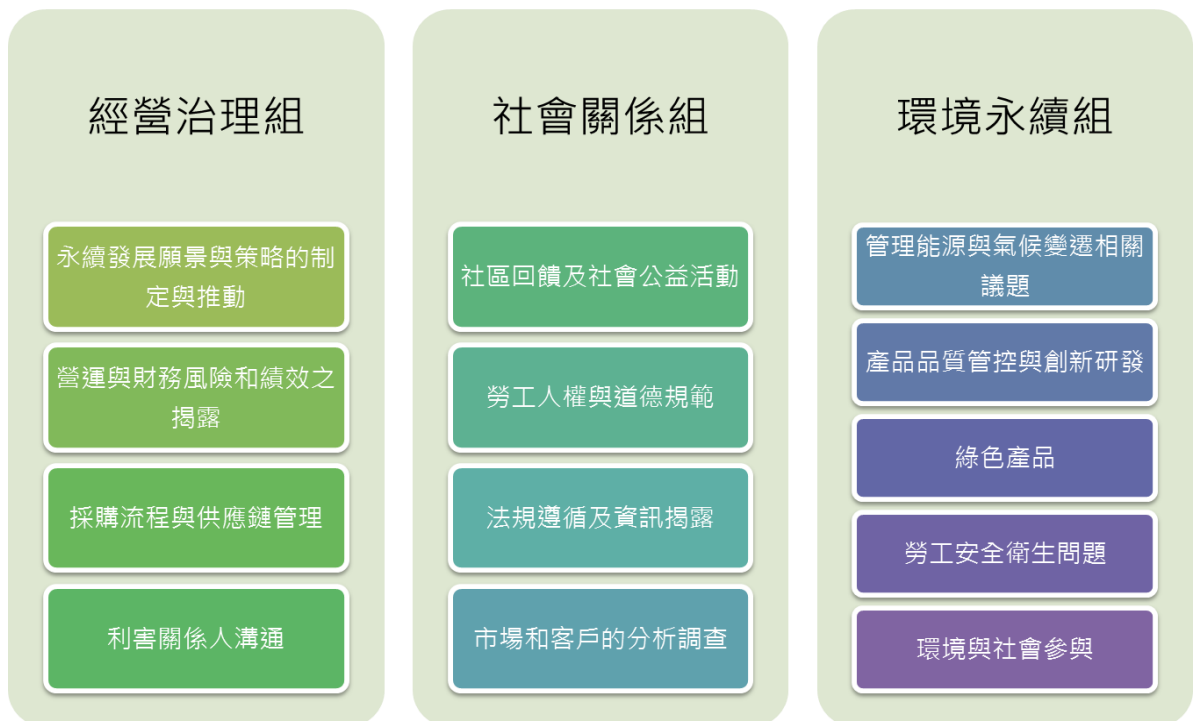 經營治理組
永續發展願景與策略的制
定與推動
營運與財務風險和績效之
揭露
採購流程與供應鏈管理
利害關係人溝通
社會關係組
社區回饋及社會公益活動
勞工人權與道德規範
法規遵循及資訊揭露
市場和客戶的分析調查
環境永續組
管理能源與氣候變遷相關
議題
產品品質管控與創新研發
綠色產品
勞工安全衛生問題
環境與社會參與